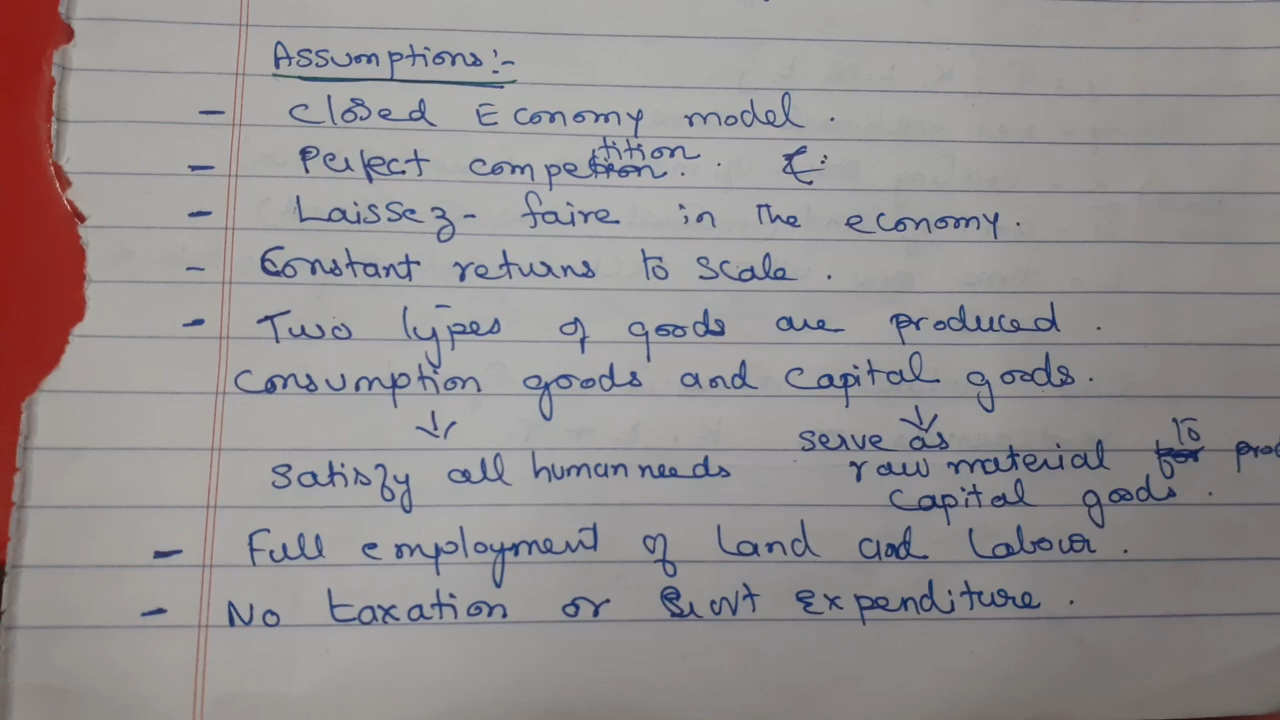 Assumptions:-
- Closed Economy model.
- Perfect competition.
- Laissez-faire in The economy.
- Constant returns to Scale.
- Two types of goods are produced.
Consumption goods and Capital goods.
↓ ↓
Satisfy all human needs serve as
raw material to
Capital goods.
- Full employment of Land and Labour.
- No taxation or Govt Expenditure.